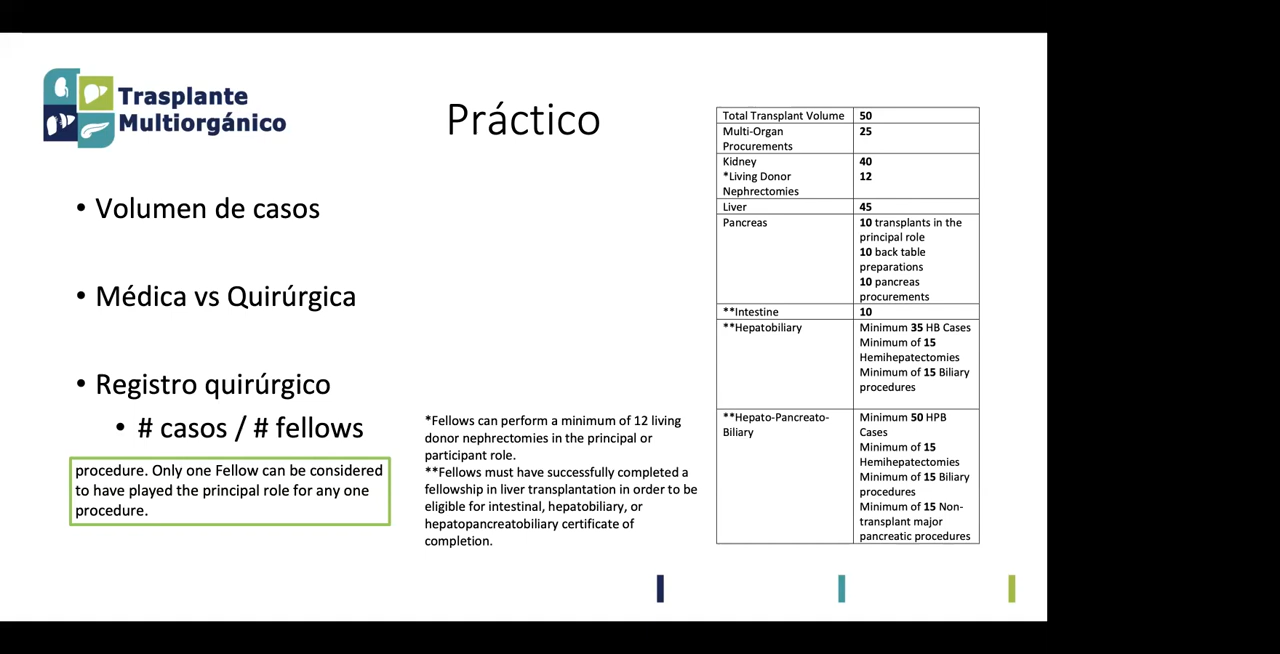 Trasplante
Multiorgánico
Práctico
• Volumen de casos
• Médica vs Quirúrgica
• Registro quirúrgico
• # casos / # fellows
procedure. Only one Fellow can be considered
to have played the principal role for any one
procedure.
*Fellows can perform a minimum of 12 living
donor nephrectomies in the principal or
participant role.
**Fellows must have successfully completed a
fellowship in liver transplantation in order to be
eligible for intestinal, hepatobiliary, or
hepatopancreatobiliary certificate of
completion.
Total Transplant Volume 50
Multi-Organ 25
Procurements
Kidney 40
*Living Donor 12
Nephrectomies
Liver 45
Pancreas 10 transplants in the
principal role
10 back table
preparations
10 pancreas
procurements
**Intestine 10
**Hepatobiliary Minimum 35 HB Cases
Minimum of 15
Hemihepatectomies
Minimum of 15 Biliary
procedures
**Hepato-Pancreato- Minimum 50 HPB
Biliary Cases
Minimum of 15
Hemihepatectomies
Minimum of 15 Biliary
procedures
Minimum of 15 Non-
transplant major
pancreatic procedures